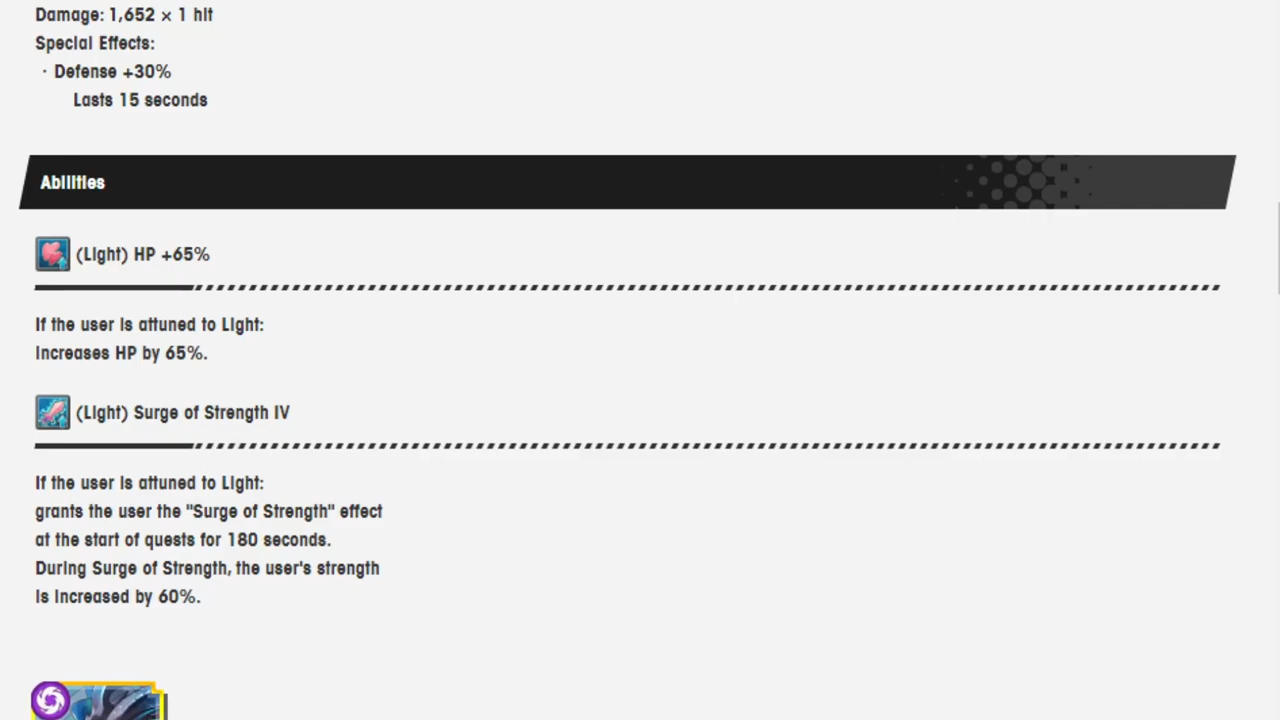 Damage: 1,652 × 1 hit
Special Effects:
· Defense +30%
Lasts 15 seconds
Abilities
(Light) HP +65%
If the user is attuned to Light:
Increases HP by 65%.
(Light) Surge of Strength IV
If the user is attuned to Light:
grants the user the "Surge of Strength" effect
at the start of quests for 180 seconds.
During Surge of Strength, the user's strength
is increased by 60%.